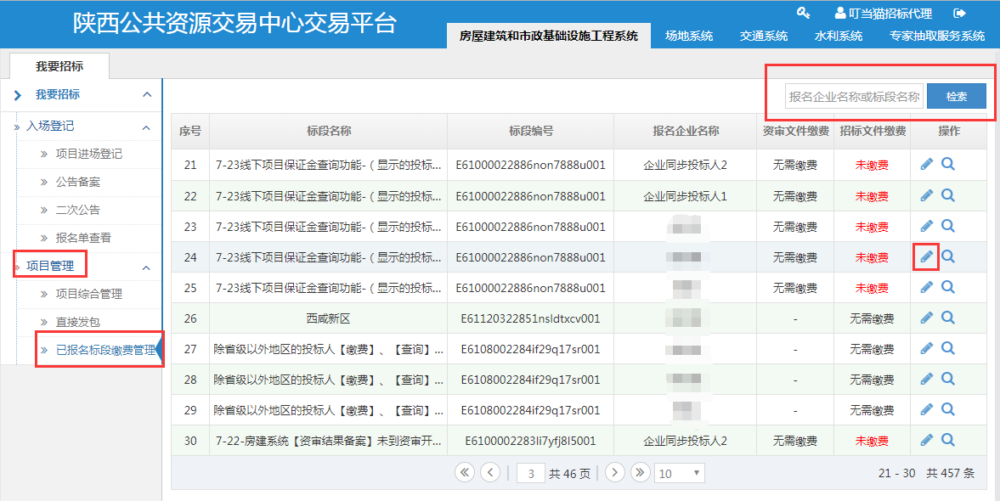 陕西公共资源交易中心交易平台
叮当猫招标代理
房屋建筑和市政基础设施工程系统 场地系统 交通系统 水利系统 专家抽取服务系统
我要招标
我要招标
入场登记
项目进场登记
公告备案
二次公告
报名单查看
项目管理
项目综合管理
直接发包
已报名标段缴费管理
报名企业名称或标段名称 检索
序号 标段名称 标段编号 报名企业名称 资审文件缴费 招标文件缴费 操作
21 7-23线下项目保证金查询功能-（显示的投标... E61000022886non7888u001 企业同步投标人2 无需缴费 未缴费
22 7-23线下项目保证金查询功能-（显示的投标... E61000022886non7888u001 企业同步投标人1 无需缴费 未缴费
23 7-23线下项目保证金查询功能-（显示的投标... E61000022886non7888u001 无需缴费 未缴费
24 7-23线下项目保证金查询功能-（显示的投标... E61000022886non7888u001 无需缴费 未缴费
25 7-23线下项目保证金查询功能-（显示的投标... E61000022886non7888u001 无需缴费 未缴费
26 西咸新区 E61120322851nsldtxcv001 - 无需缴费
27 除省级以外地区的投标人【缴费】、【查询】... E6108002284if29q17sr001 - 无需缴费
28 除省级以外地区的投标人【缴费】、【查询】... E6108002284if29q17sr001 - 无需缴费
29 除省级以外地区的投标人【缴费】、【查询】... E6108002284if29q17sr001 - 无需缴费
30 7-22-房建系统【资审结果备案】未到资审开... E6100002283li7yfj8l5001 企业同步投标人2 无需缴费 未缴费
3 共 46 页 10 21 - 30 共 457 条